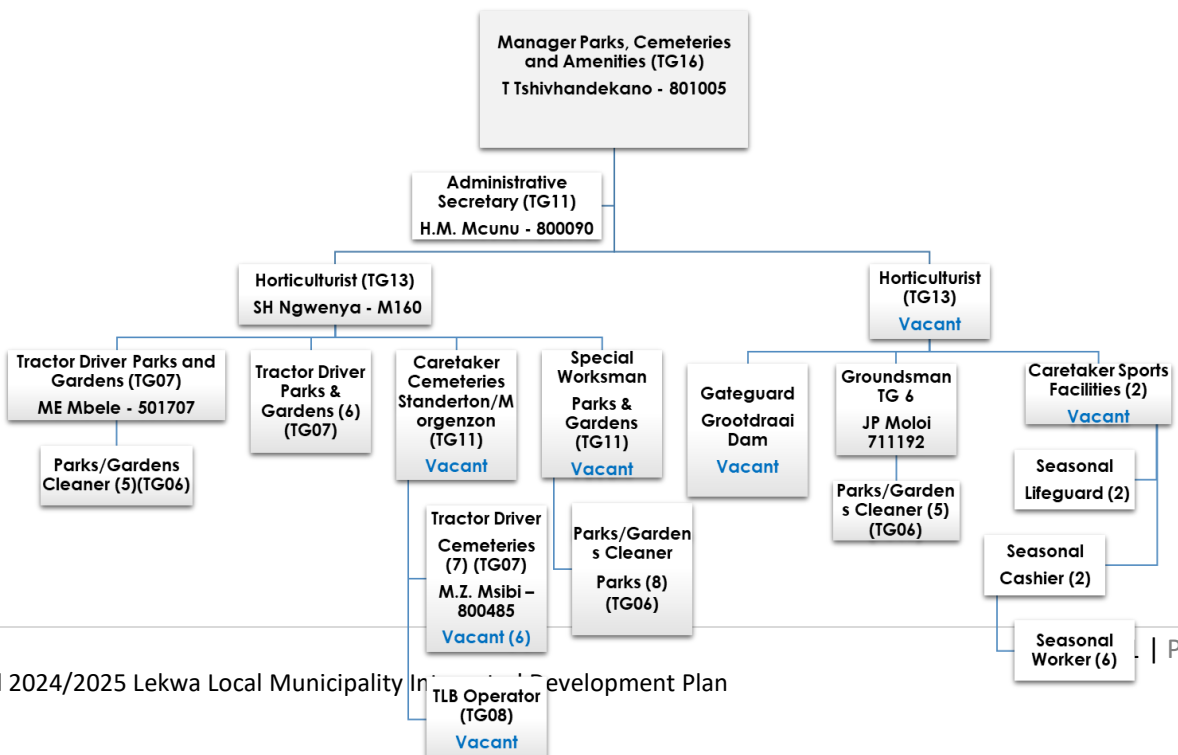 Manager Parks, Cemeteries
and Amenities (TG16)
T Tshivhandekano - 801005
Administrative
Secretary (TG11)
H.M. Mcunu - 800090
Horticulturist (TG13)
SH Ngwenya - M160
Horticulturist
(TG13)
Vacant
Tractor Driver Parks and
Gardens (TG07)
ME Mbele - 501707
Tractor Driver
Parks &
Gardens (6)
(TG07)
Caretaker
Cemeteries
Standerton/M
orgenzon
(TG11)
Vacant
Special
Worksman
Parks &
Gardens
(TG11)
Vacant
Gateguard
Grootdraai
Dam
Vacant
Groundsman
TG 6
JP Moloi
711192
Caretaker Sports
Facilities (2)
Vacant
Parks/Gardens
Cleaner (5)(TG06)
Tractor Driver
Cemeteries
(7) (TG07)
M.Z. Msibi –
800485
Vacant (6)
Parks/Garden
s Cleaner
Parks (8)
(TG06)
Parks/Garden
s Cleaner (5)
(TG06)
Seasonal
Lifeguard (2)
Seasonal
Cashier (2)
Seasonal
Worker (6)
| P
2024/2025 Lekwa Local Municipality Development Plan
TLB Operator
(TG08)
Vacant